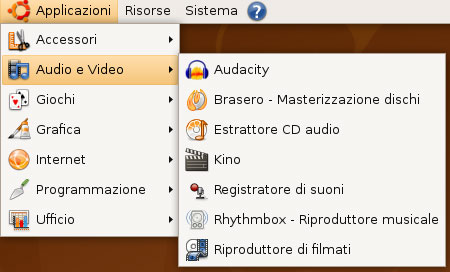 Applicazioni Risorse Sistema ?
Accessori
Audio e Video
Giochi
Grafica
Internet
Programmazione
Ufficio
Audacity
Brasero - Masterizzazione dischi
Estrattore CD audio
Kino
Registratore di suoni
Rhythmbox - Riproduttore musicale
Riproduttore di filmati